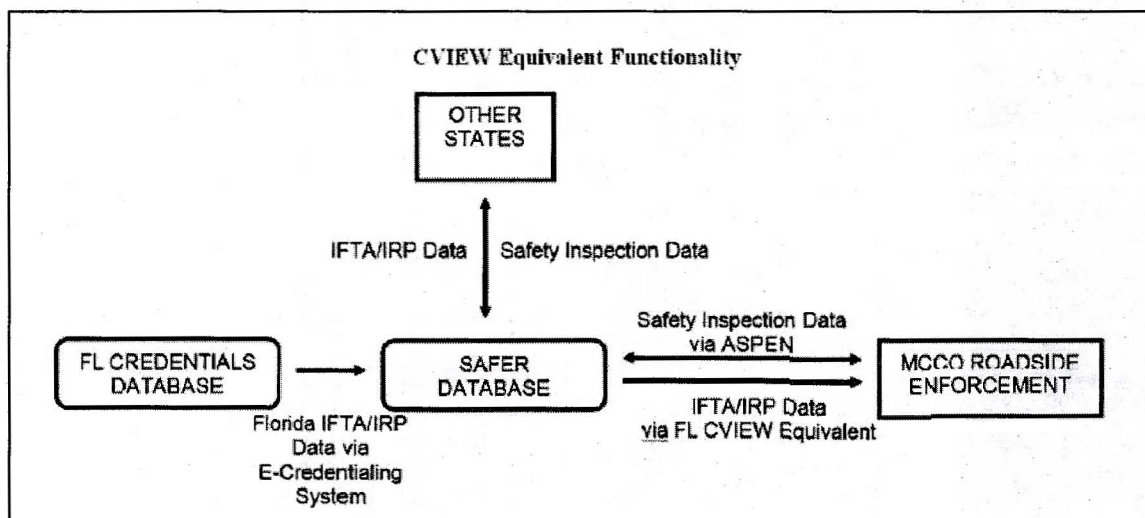 CVIEW Equivalent Functionality
OTHER
STATES
IFTA/IRP Data
Safety Inspection Data
Safety Inspection Data
via ASPEN
FL CREDENTIALS
DATABASE
SAFER
DATABASE
MCCO ROADSIDE
ENFORCEMENT
Florida IFTA/IRP
Data via
E-Credentialing
System
IFTA/IRP Data
via FL CVIEW Equivalent